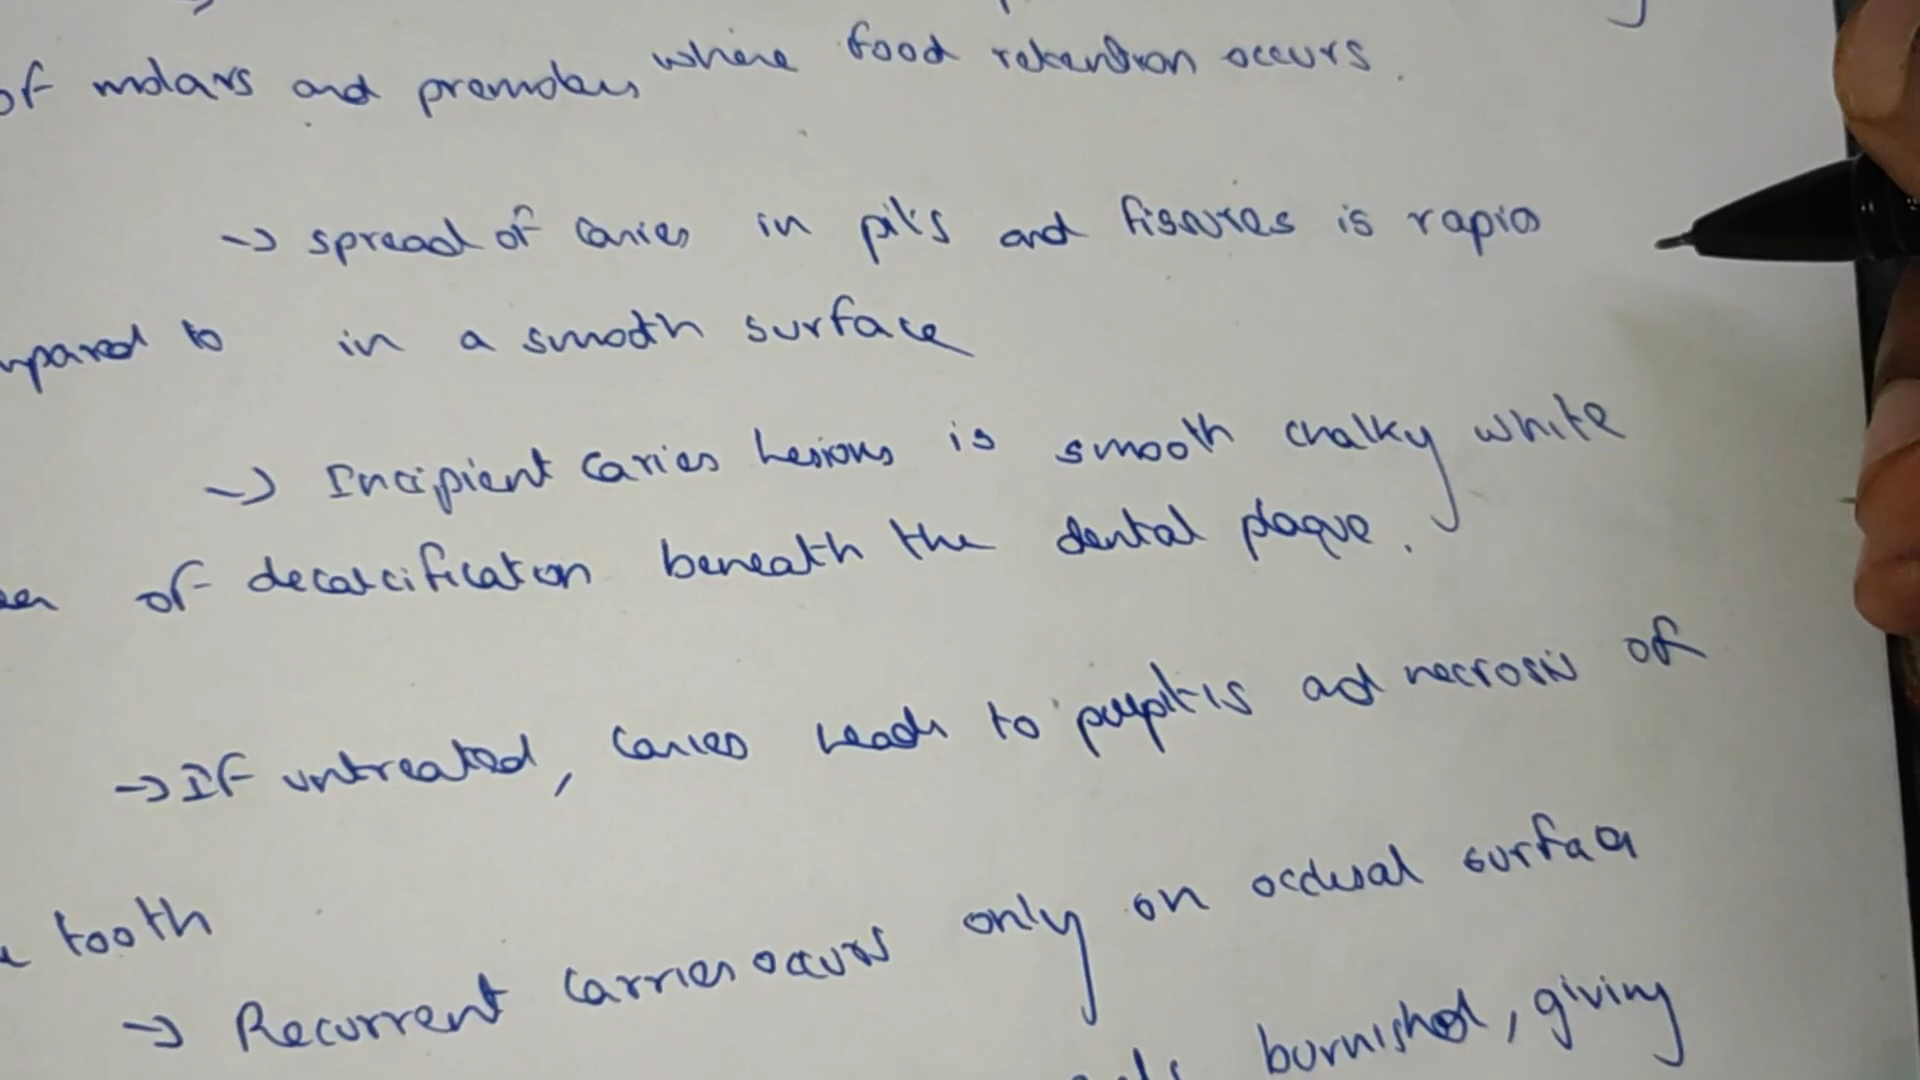 of molars and premolars where food retention occurs.
-> spread of caries in pits and fissures is rapid
mpared to in a smooth surface
-> Incipient caries lesions is smooth chalky white
of decalcification beneath the dental plaque.
-> If untreated, caries leads to pulpitis and necrosis of
tooth
-> Recurrent carries occurs only on occlusal surface
burnished, giving